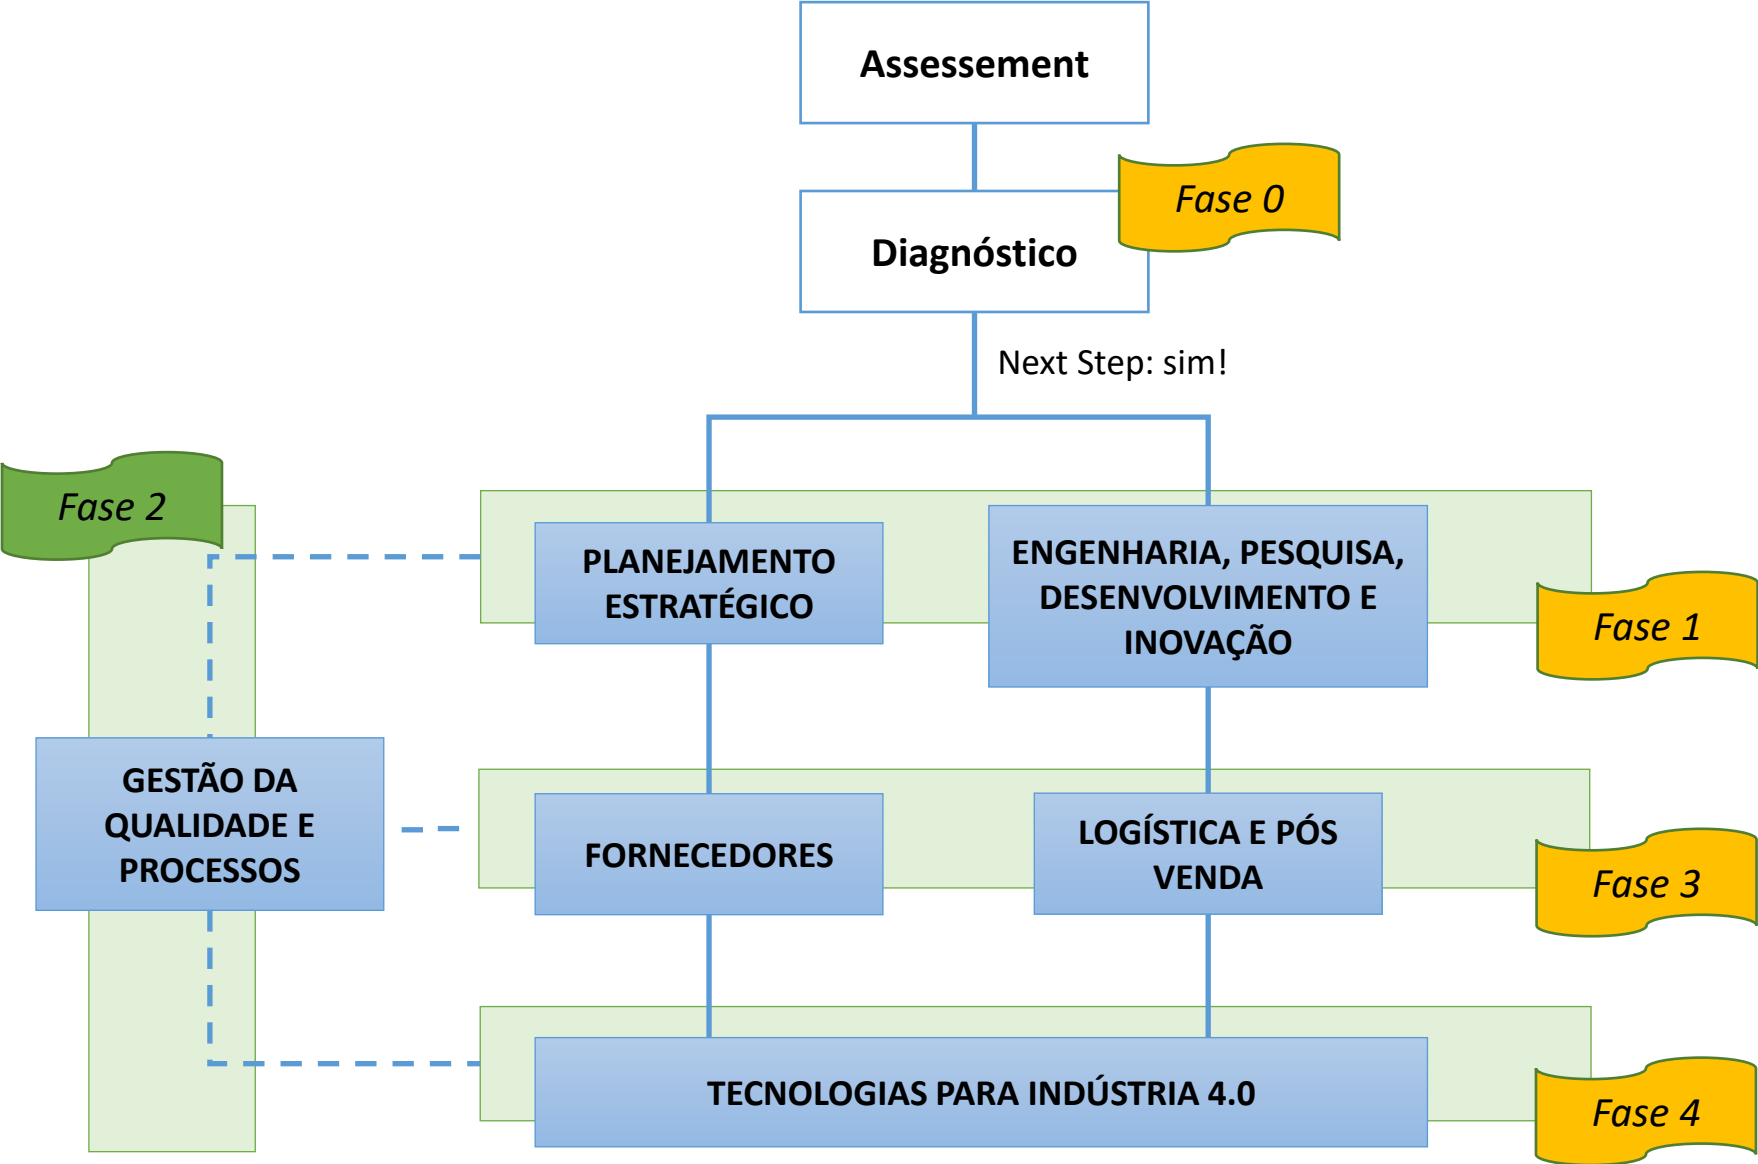 Assessement
Fase 0
Diagnóstico
Next Step: sim!
Fase 2
PLANEJAMENTO
ESTRATÉGICO
ENGENHARIA, PESQUISA,
DESENVOLVIMENTO E
INOVAÇÃO
Fase 1
GESTÃO DA
QUALIDADE E
PROCESSOS
FORNECEDORES
LOGÍSTICA E PÓS
VENDA
Fase 3
TECNOLOGIAS PARA INDÚSTRIA 4.0
Fase 4